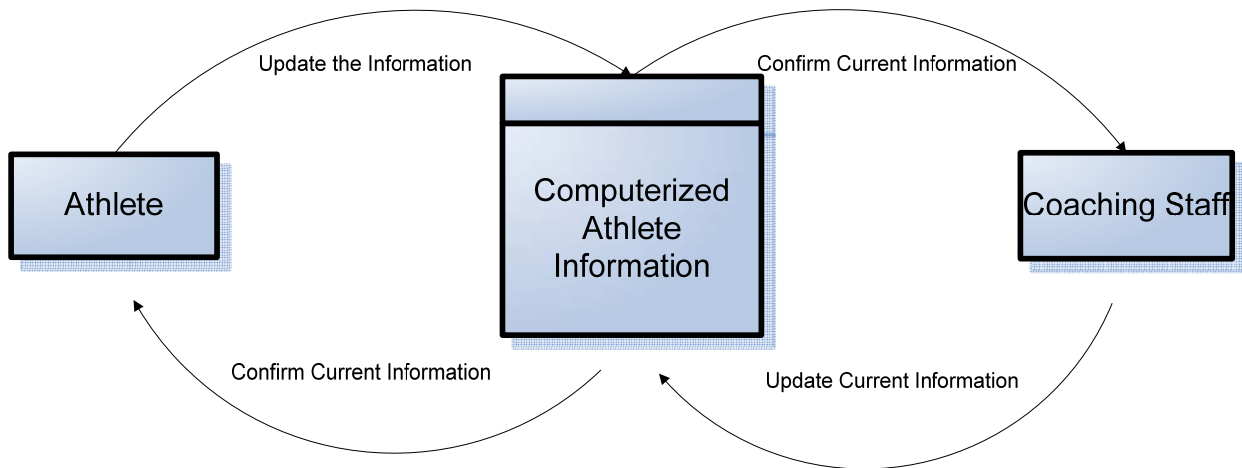 Update the Information
Confirm Current Information
Athlete
Computerized
Athlete
Information
Coaching Staff
Confirm Current Information
Update Current Information